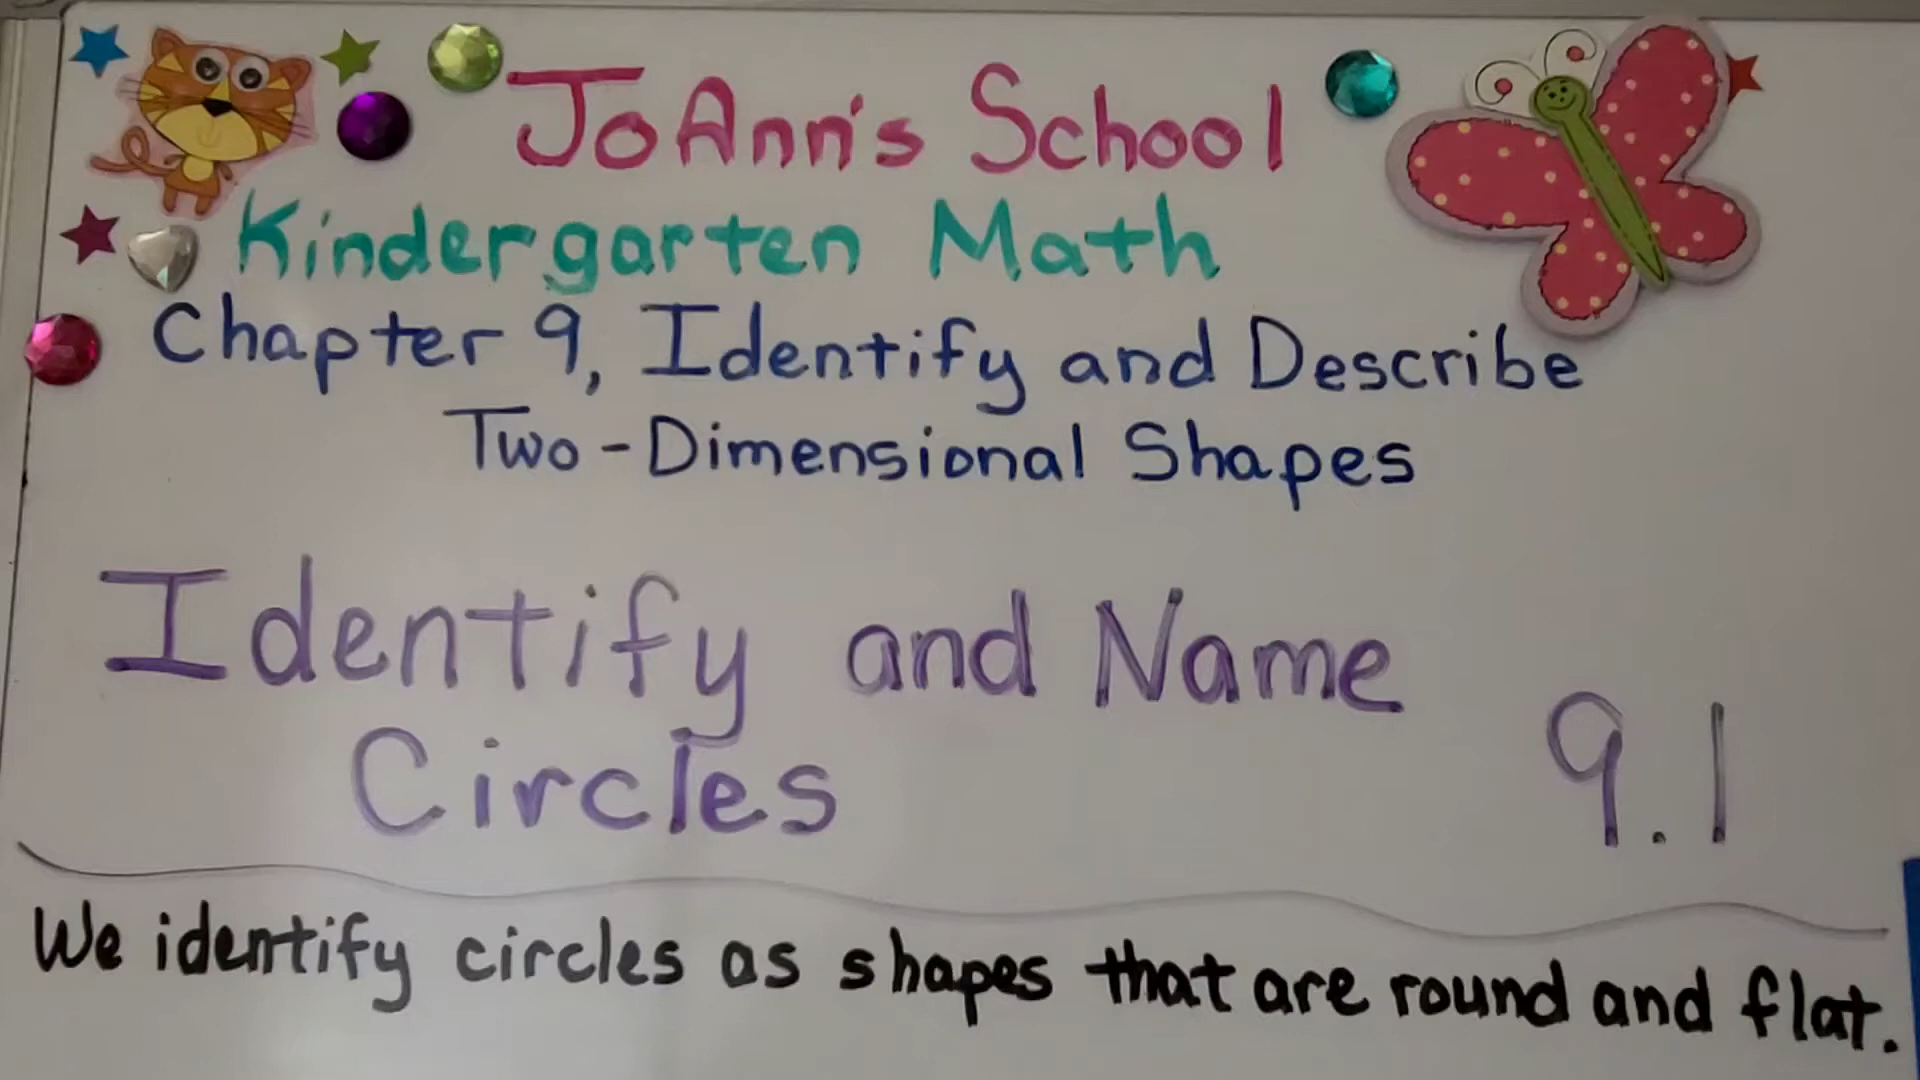 JoAnn's School
Kindergarten Math
Chapter 9, Identify and Describe
Two-Dimensional Shapes
Identify and Name
Circles
9.1
We identify circles as shapes that are round and flat.